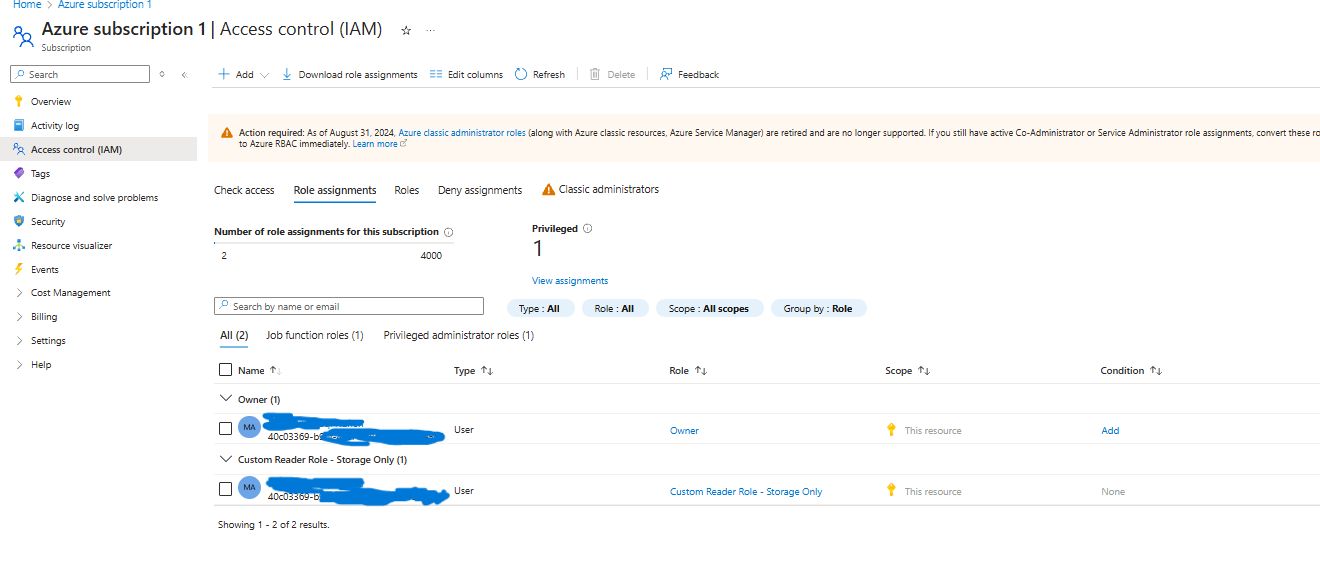 Home > Azure subscription 1
Azure subscription 1 | Access control (IAM) ☆ ...
Subscription
Search
Add
Download role assignments
Edit columns
Refresh
Delete
Feedback
Overview
Activity log
Access control (IAM)
Tags
Diagnose and solve problems
Security
Resource visualizer
Events
Cost Management
Billing
Settings
Help
Action required: As of August 31, 2024, Azure classic administrator roles (along with Azure classic resources, Azure Service Manager) are retired and are no longer supported. If you still have active Co-Administrator or Service Administrator role assignments, convert these ro
to Azure RBAC immediately. Learn more
Check access Role assignments Roles Deny assignments Classic administrators
Number of role assignments for this subscription
2 4000
Privileged
1
View assignments
Search by name or email
Type : All Role : All Scope : All scopes Group by : Role
All (2) Job function roles (1) Privileged administrator roles (1)
Name Type Role Scope Condition
Owner (1)
MA 40c03369-b User Owner This resource Add
Custom Reader Role - Storage Only (1)
MA 40c03369-b User Custom Reader Role - Storage Only This resource None
Showing 1 - 2 of 2 results.